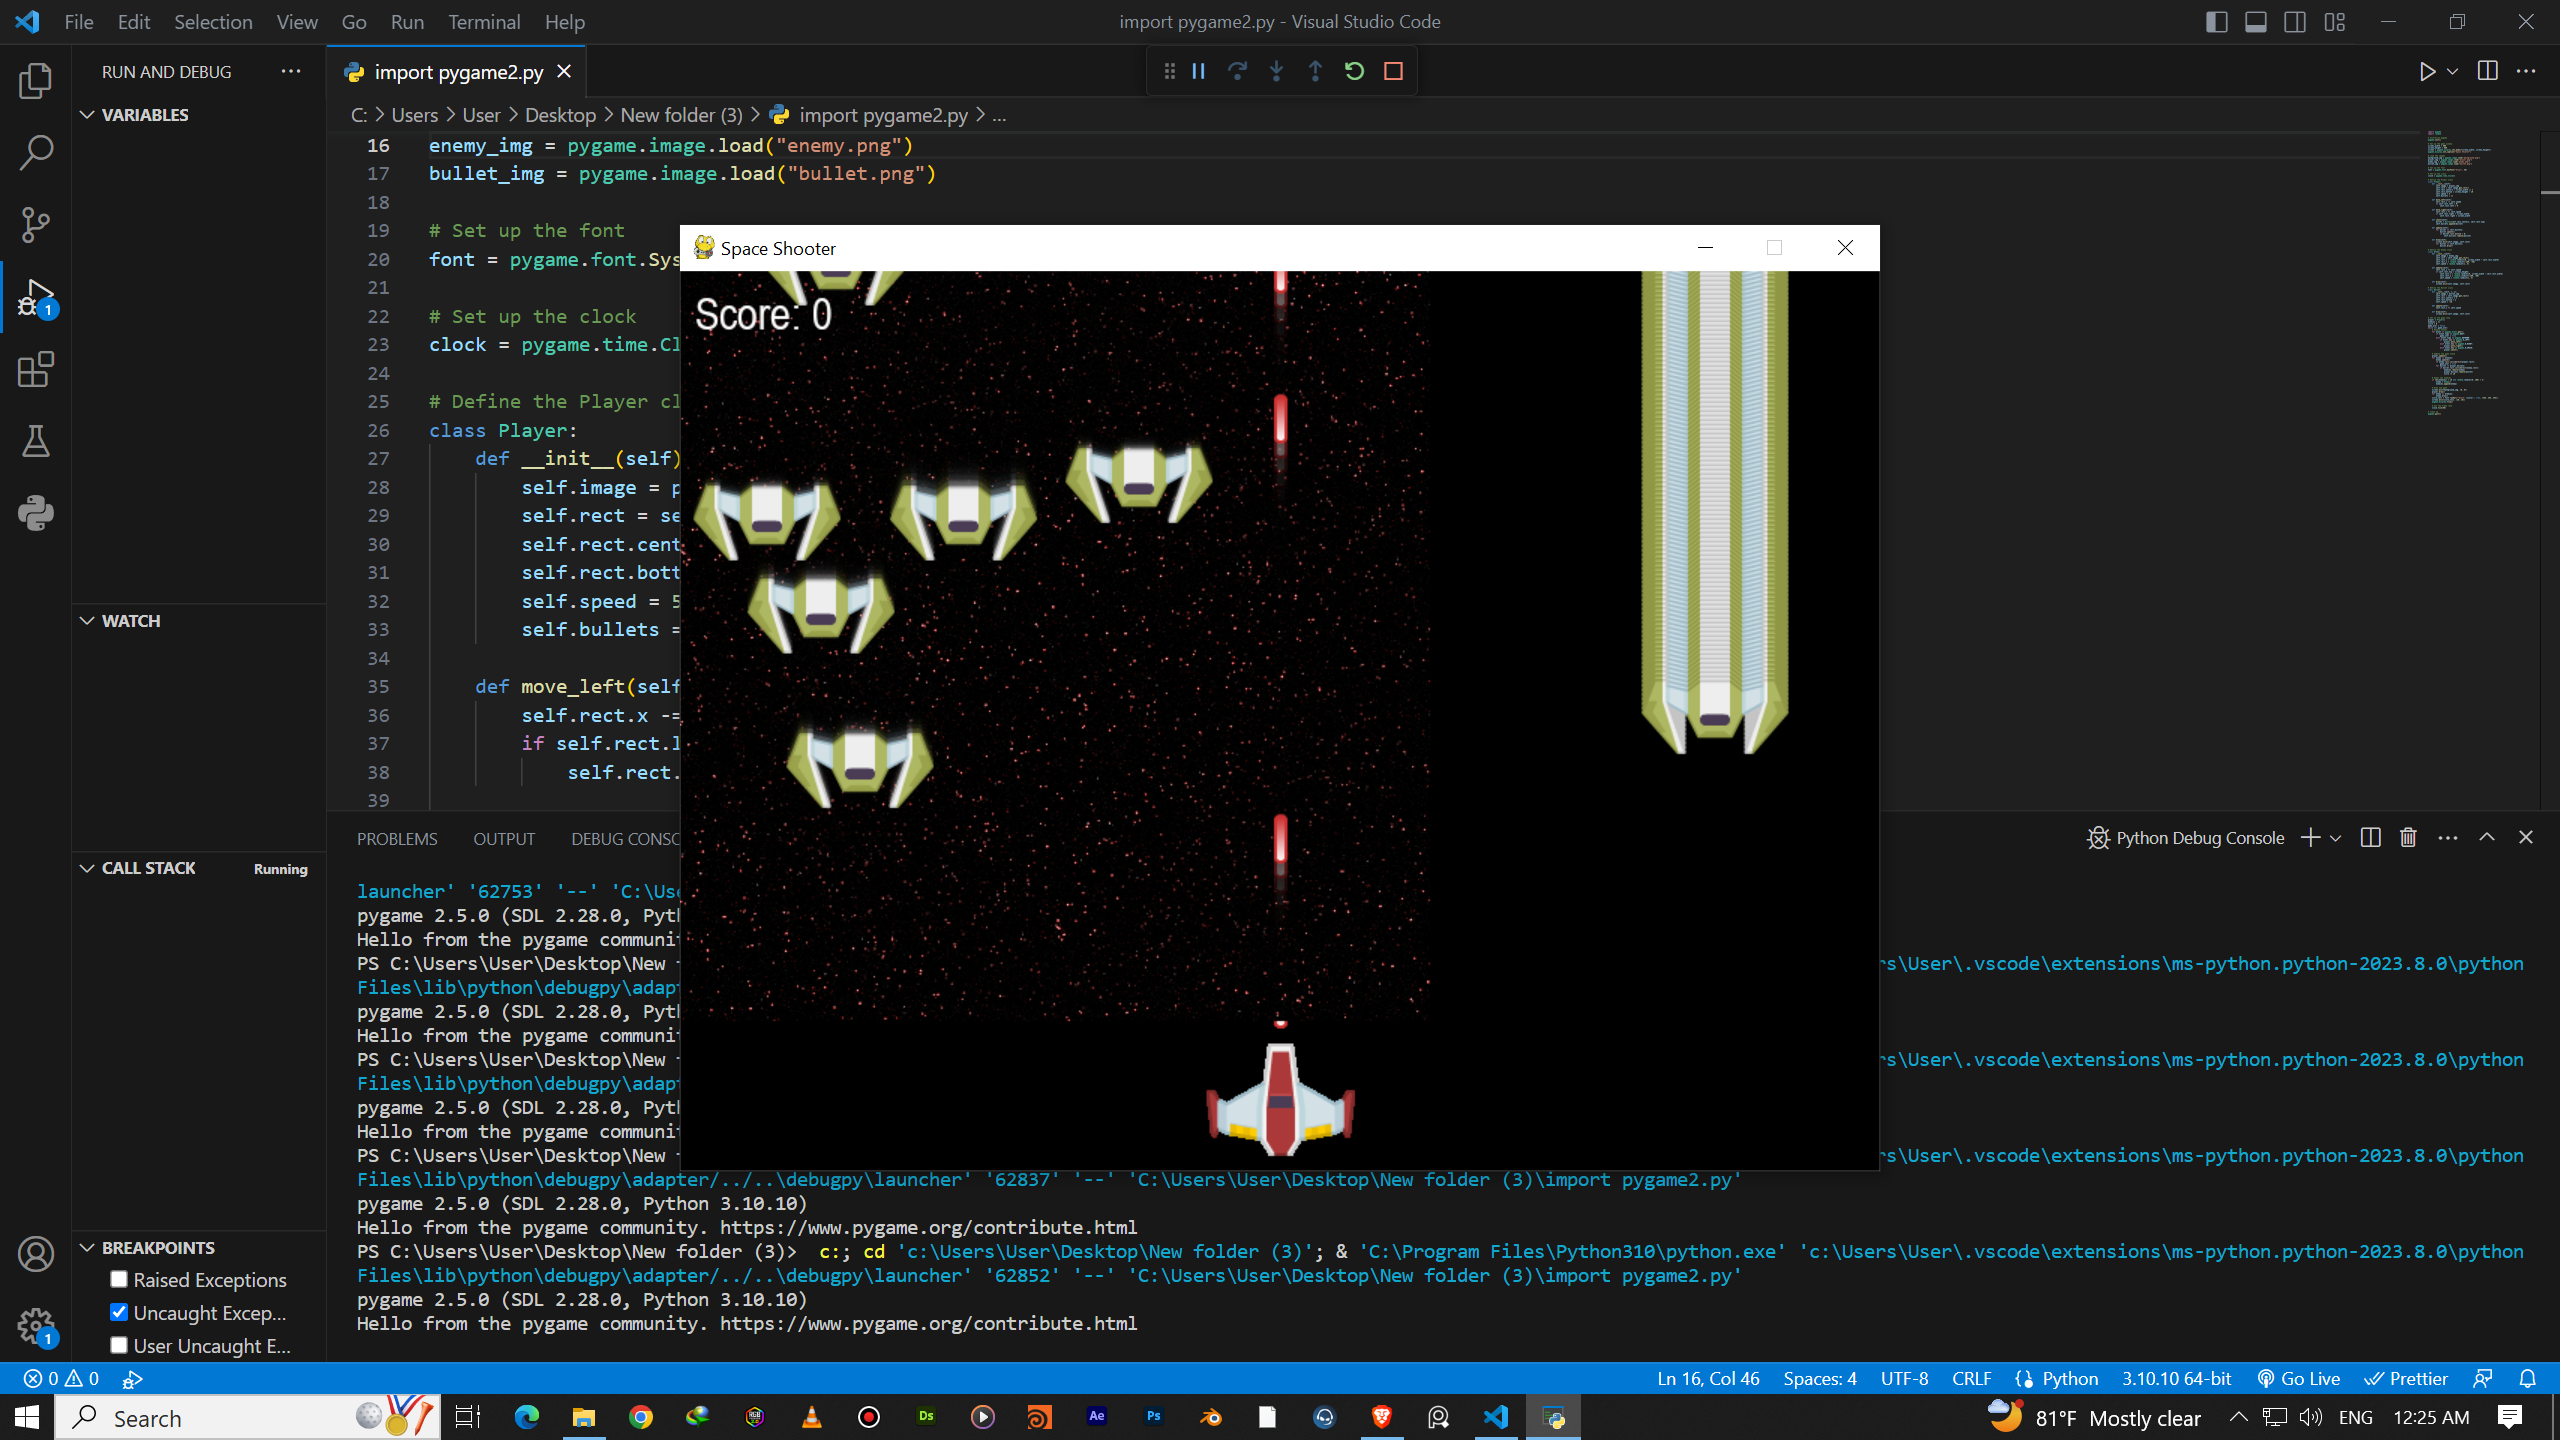 File Edit Selection View Go Run Terminal Help
import pygame2.py - Visual Studio Code
RUN AND DEBUG
import pygame2.py
VARIABLES
C: > Users > User > Desktop > New folder (3) > import pygame2.py > ...
16 enemy_img = pygame.image.load("enemy.png")
17 bullet_img = pygame.image.load("bullet.png")
18
19 # Set up the font
20 font = pygame.font.Sys
21
22 # Set up the clock
23 clock = pygame.time.Cl
24
25 # Define the Player cl
26 class Player:
27 def __init__(self)
28 self.image = p
29 self.rect = se
30 self.rect.cent
31 self.rect.bott
32 self.speed = 5
33 self.bullets =
34
35 def move_left(self
36 self.rect.x -=
37 if self.rect.l
38 self.rect.
39
Space Shooter
Score: 0
WATCH
CALL STACK Running
BREAKPOINTS
Raised Exceptions
Uncaught Excep...
User Uncaught E...
1
1
PROBLEMS OUTPUT DEBUG CONSO
Python Debug Console
launcher' '62753' '--' 'C:\Use
pygame 2.5.0 (SDL 2.28.0, Pyth
Hello from the pygame communit
PS C:\Users\User\Desktop\New rs\User\.vscode\extensions\ms-python.python-2023.8.0\python
Files\lib\python\debugpy\adapt
pygame 2.5.0 (SDL 2.28.0, Pyth
Hello from the pygame communit
PS C:\Users\User\Desktop\New rs\User\.vscode\extensions\ms-python.python-2023.8.0\python
Files\lib\python\debugpy\adapt
pygame 2.5.0 (SDL 2.28.0, Pyth
Hello from the pygame communit
PS C:\Users\User\Desktop\New rs\User\.vscode\extensions\ms-python.python-2023.8.0\python
Files\lib\python\debugpy\adapter/../..\debugpy\launcher' '62837' '--' 'C:\Users\User\Desktop\New folder (3)\import pygame2.py'
pygame 2.5.0 (SDL 2.28.0, Python 3.10.10)
Hello from the pygame community. https://www.pygame.org/contribute.html
PS C:\Users\User\Desktop\New folder (3)> c:; cd 'c:\Users\User\Desktop\New folder (3)'; & 'C:\Program Files\Python310\python.exe' 'c:\Users\User\.vscode\extensions\ms-python.python-2023.8.0\python
Files\lib\python\debugpy\adapter/../..\debugpy\launcher' '62852' '--' 'C:\Users\User\Desktop\New folder (3)\import pygame2.py'
pygame 2.5.0 (SDL 2.28.0, Python 3.10.10)
Hello from the pygame community. https://www.pygame.org/contribute.html
0 0
Ln 16, Col 46 Spaces: 4 UTF-8 CRLF Python 3.10.10 64-bit Go Live Prettier
Search
Ds Ae Ps
81°F Mostly clear
ENG 12:25 AM